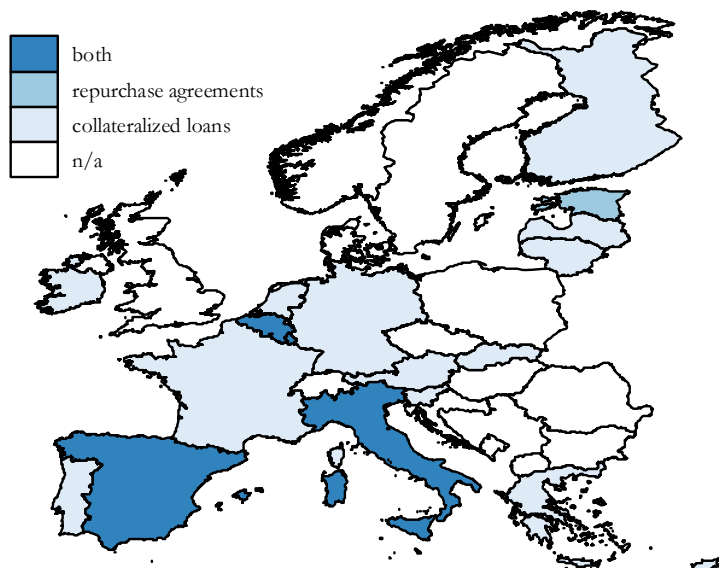 both
repurchase agreements
collateralized loans
n/a